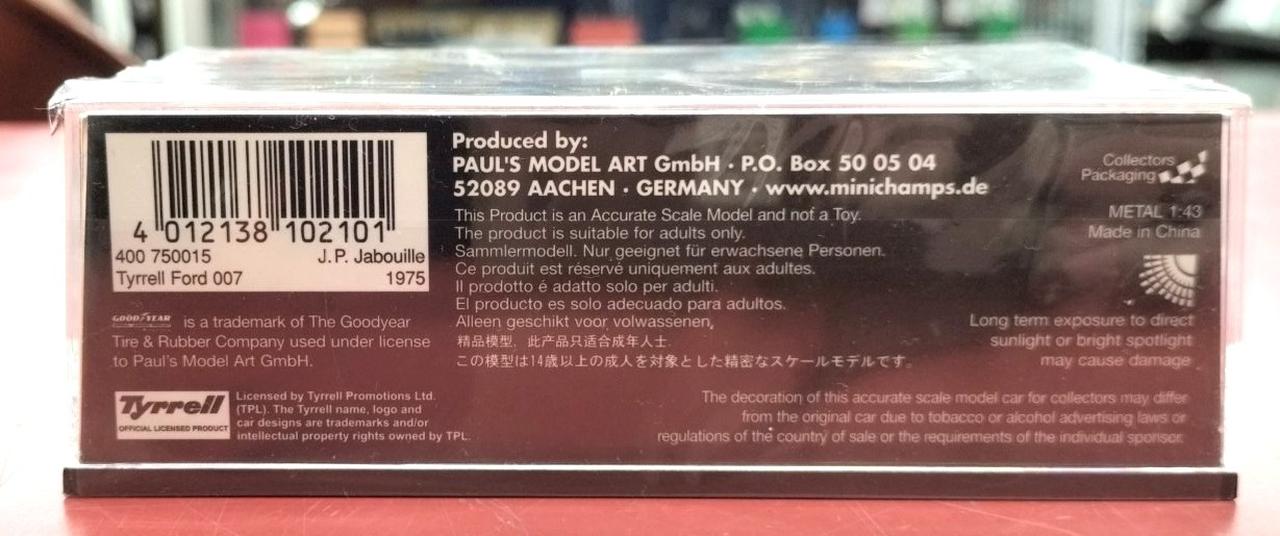 4 012138 102101
400 750015 J.P. Jabouille
Tyrrell Ford 007 1975
GOODYEAR is a trademark of The Goodyear
Tire & Rubber Company used under license
to Paul's Model Art GmbH.
Tyrrell
OFFICIAL LICENSED PRODUCT
Licensed by Tyrrell Promotions Ltd.
(TPL). The Tyrrell name, logo and
car designs are trademarks and/or
intellectual property rights owned by TPL.
Produced by:
PAUL'S MODEL ART GmbH · P.O. Box 50 05 04
52089 AACHEN · GERMANY · www.minichamps.de
This Product is an Accurate Scale Model and not a Toy.
The product is suitable for adults only.
Sammlermodell. Nur geeignet für erwachsene Personen.
Ce produit est réservé uniquement aux adultes.
Il prodotto é adatto solo per adulti.
El producto es solo adecuado para adultos.
Alleen geschikt voor volwassenen,
精品模型，此产品只适合成年人士.
この模型は14歳以上の成人を対象とした精密なスケールモデルです。
Collectors
Packaging
METAL 1:43
Made in China
Long term exposure to direct
sunlight or bright spotlight
may cause damage
The decoration of this accurate scale model car for collectors may differ
from the original car due to tobacco or alcohol advertising laws or
regulations of the country of sale or the requirements of the individual sponsor.